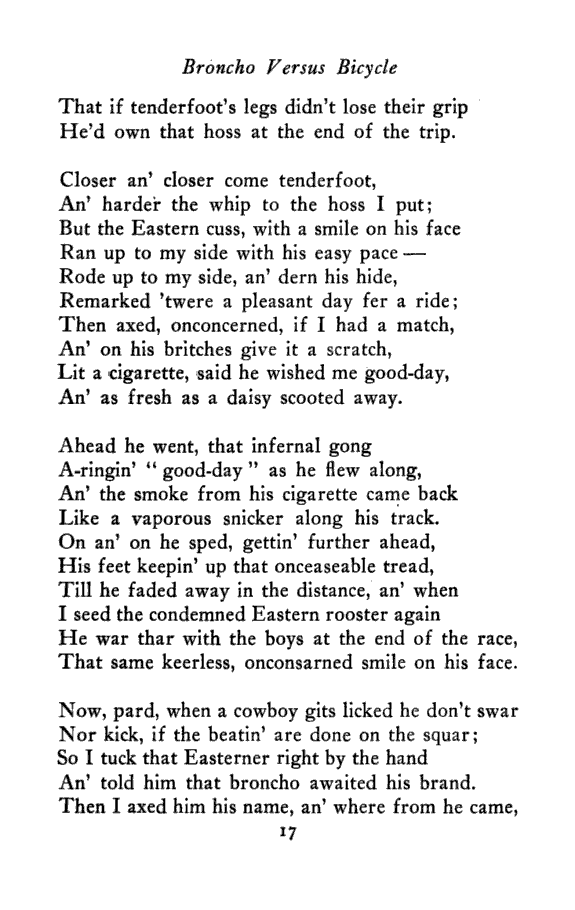 Broncho Versus Bicycle
That if tenderfoot's legs didn't lose their grip
He'd own that hoss at the end of the trip.
Closer an' closer come tenderfoot,
An' harder the whip to the hoss I put;
But the Eastern cuss, with a smile on his face
Ran up to my side with his easy pace—
Rode up to my side, an' dern his hide,
Remarked 'twere a pleasant day fer a ride;
Then axed, onconcerned, if I had a match,
An' on his britches give it a scratch,
Lit a cigarette, said he wished me good-day,
An' as fresh as a daisy scooted away.
Ahead he went, that infernal gong
A-ringin' "good-day" as he flew along,
An' the smoke from his cigarette came back
Like a vaporous snicker along his track.
On an' on he sped, gettin' further ahead,
His feet keepin' up that onceaseable tread,
Till he faded away in the distance, an' when
I seed the condemned Eastern rooster again
He war thar with the boys at the end of the race,
That same keerless, onconsarned smile on his face.
Now, pard, when a cowboy gits licked he don't swar
Nor kick, if the beatin' are done on the squar;
So I tuck that Easterner right by the hand
An' told him that broncho awaited his brand.
Then I axed him his name, an' where from he came,
17